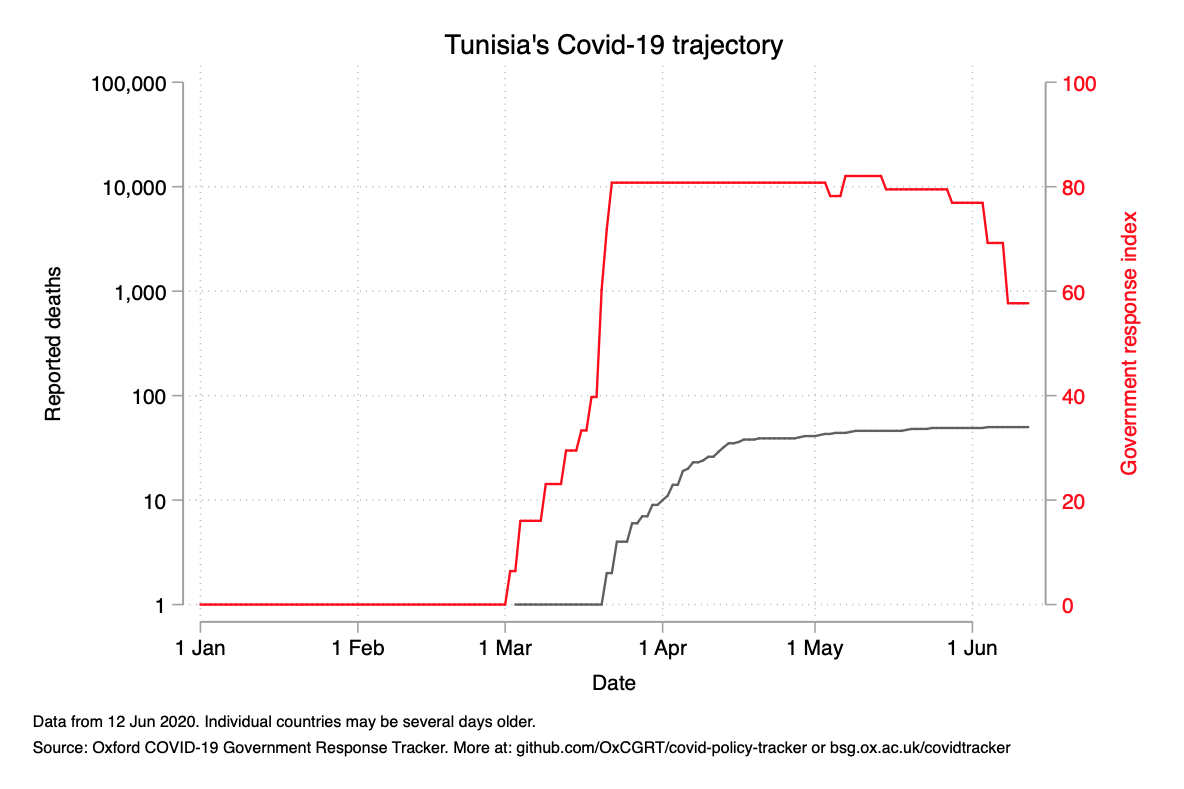 Tunisia's Covid-19 trajectory
100,000
10,000
1,000
100
10
1
Reported deaths
100
80
60
40
20
0
Government response index
1 Jan
1 Feb
1 Mar
1 Apr
1 May
1 Jun
Date
Data from 12 Jun 2020. Individual countries may be several days older.
Source: Oxford COVID-19 Government Response Tracker. More at: github.com/OxCGRT/covid-policy-tracker or bsg.ox.ac.uk/covidtracker